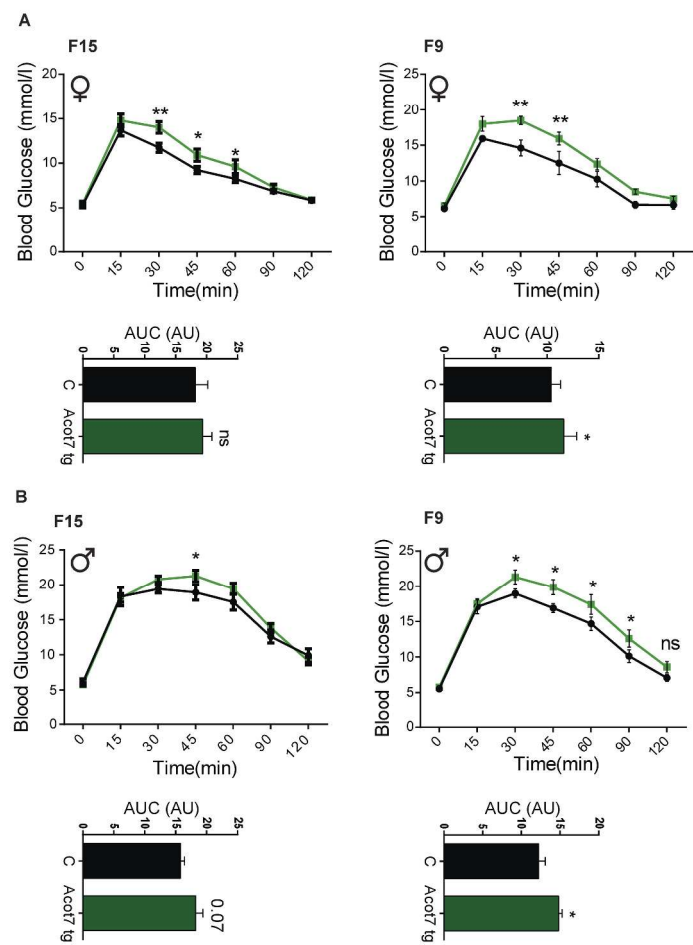 A
F15
F9
Blood Glucose (mmol/l)
20
15
10
5
0
♀
**
*
*
0 15 30 45 60 90 120
Time(min)
Blood Glucose (mmol/l)
25
20
15
10
5
0
♀
**
**
0 15 30 45 60 90 120
Time(min)
AUC (AU)
0 5 10 15 20 25
C
Acot7 tg
ns
AUC (AU)
0 5 10 15
C
Acot7 tg
*
B
F15
F9
Blood Glucose (mmol/l)
25
20
15
10
5
0
♂
*
0 15 30 45 60 90 120
Time(min)
Blood Glucose (mmol/l)
25
20
15
10
5
0
♂
* * * * ns
0 15 30 45 60 90 120
Time(min)
AUC (AU)
0 5 10 15 20 25
C
Acot7 tg
0.07
AUC (AU)
0 5 10 15 20
C
Acot7 tg
*